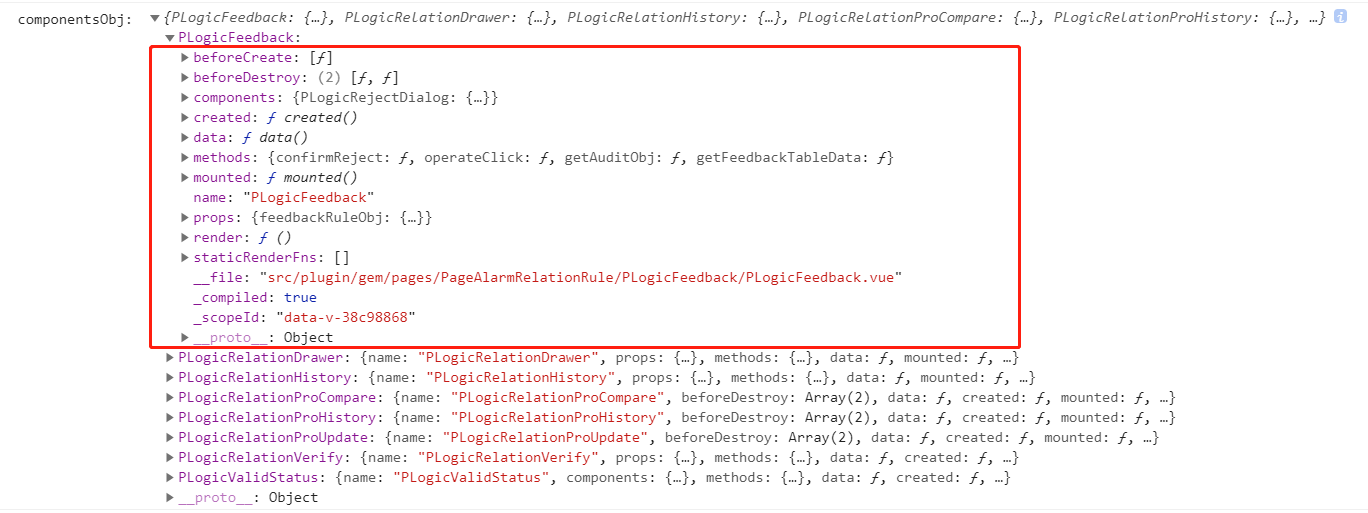 componentsObj: ▼{PLogicFeedback: {…}, PLogicRelationDrawer: {…}, PLogicRelationHistory: {…}, PLogicRelationProCompare: {…}, PLogicRelationProHistory: {…}, …} i
▼PLogicFeedback:
▶beforeCreate: [ƒ]
▶beforeDestroy: (2) [ƒ, ƒ]
▶components: {PLogicRejectDialog: {…}}
▶created: ƒ created()
▶data: ƒ data()
▶methods: {confirmReject: ƒ, operateClick: ƒ, getAuditObj: ƒ, getFeedbackTableData: ƒ}
▶mounted: ƒ mounted()
name: "PLogicFeedback"
▶props: {feedbackRuleObj: {…}}
▶render: ƒ ()
▶staticRenderFns: []
__file: "src/plugin/gem/pages/PageAlarmRelationRule/PLogicFeedback/PLogicFeedback.vue"
_compiled: true
_scopeId: "data-v-38c98868"
▶__proto__: Object
▶PLogicRelationDrawer: {name: "PLogicRelationDrawer", props: {…}, methods: {…}, data: ƒ, mounted: ƒ, …}
▶PLogicRelationHistory: {name: "PLogicRelationHistory", props: {…}, methods: {…}, data: ƒ, mounted: ƒ, …}
▶PLogicRelationProCompare: {name: "PLogicRelationProCompare", beforeDestroy: Array(2), data: ƒ, created: ƒ, mounted: ƒ, …}
▶PLogicRelationProHistory: {name: "PLogicRelationProHistory", beforeDestroy: Array(2), data: ƒ, created: ƒ, mounted: ƒ, …}
▶PLogicRelationProUpdate: {name: "PLogicRelationProUpdate", beforeDestroy: Array(2), data: ƒ, created: ƒ, mounted: ƒ, …}
▶PLogicRelationVerify: {name: "PLogicRelationVerify", props: {…}, methods: {…}, data: ƒ, created: ƒ, …}
▶PLogicValidStatus: {name: "PLogicValidStatus", components: {…}, methods: {…}, data: ƒ, created: ƒ, …}
▶__proto__: Object